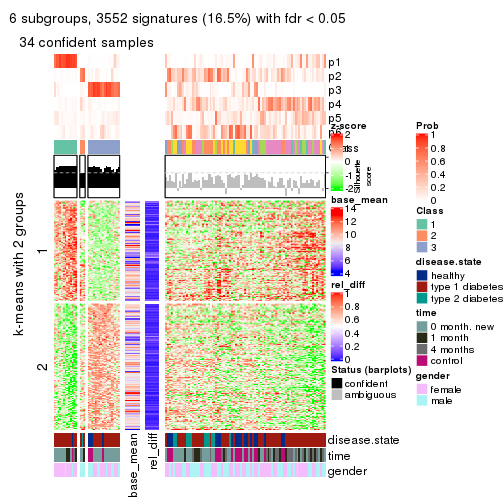 6 subgroups, 3552 signatures (16.5%) with fdr < 0.05
34 confident samples
p1
p2
p3
p4
p5
p6
Class
z-score
2
1
0
-1
-2
Silhouette
score
k-means with 2 groups
1
2
base_mean
14
12
10
8
6
4
rel_diff
1
0.8
0.6
0.4
0.2
0
Status (barplots)
confident
ambiguous
Prob
1
0.8
0.6
0.4
0.2
0
Class
1
2
3
disease.state
healthy
type 1 diabetes
type 2 diabetes
time
0 month. new
1 month
4 months
control
gender
female
male
disease.state
time
gender
base_mean
rel_diff